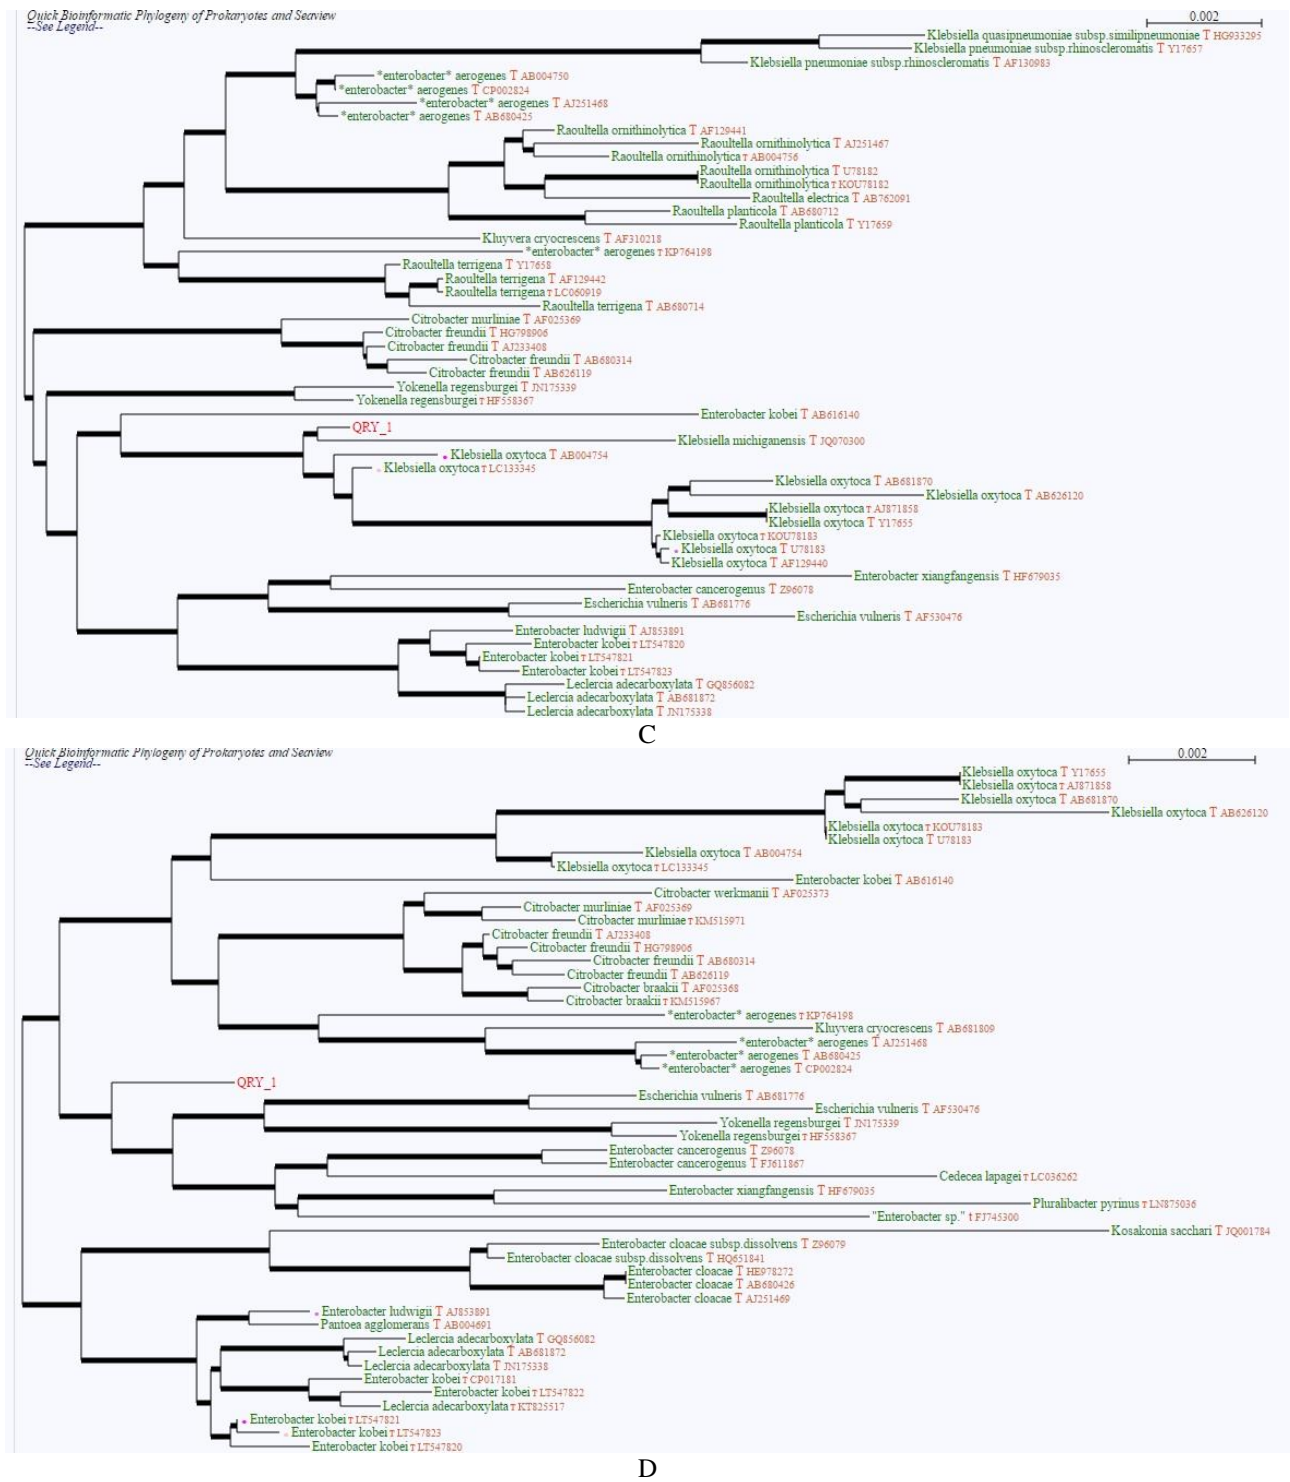 Quick Bioinformatic Phylogeny of Prokaryotes and Seaview
--See Legend--
0.002
Klebsiella quasipneumoniae subsp.similipneumoniae T HG933295
Klebsiella pneumoniae subsp.rhinoscleromatis T Y17657
Klebsiella pneumoniae subsp.rhinoscleromatis T AF130983
*enterobacter* aerogenes T AB004750
*enterobacter* aerogenes T CP002824
*enterobacter* aerogenes T AJ251468
*enterobacter* aerogenes T AB680425
Raoultella ornithinolytica T AF129441
Raoultella ornithinolytica T AJ251467
Raoultella ornithinolytica T AB004756
Raoultella ornithinolytica T U78182
Raoultella ornithinolytica T KOU78182
Raoultella electrica T AB762091
Raoultella planticola T AB680712
Raoultella planticola T Y17659
Kluyvera cryocrescens T AF310218
*enterobacter* aerogenes T KP764198
Raoultella terrigena T Y17658
Raoultella terrigena T AF129442
Raoultella terrigena T LC060919
Raoultella terrigena T AB680714
Citrobacter murliniae T AF025369
Citrobacter freundii T HG798906
Citrobacter freundii T AJ233408
Citrobacter freundii T AB680314
Citrobacter freundii T AB626119
Yokenella regensburgei T JN175339
Yokenella regensburgei T HF558367
Enterobacter kobei T AB616140
QRY_1
Klebsiella michiganensis T JQ070300
Klebsiella oxytoca T AB004754
Klebsiella oxytoca T LC133345
Klebsiella oxytoca T AB681870
Klebsiella oxytoca T AB626120
Klebsiella oxytoca T AJ871858
Klebsiella oxytoca T Y17655
Klebsiella oxytoca T KOU78183
Klebsiella oxytoca T U78183
Klebsiella oxytoca T AF129440
Enterobacter xiangfangensis T HF679035
Enterobacter cancerogenus T Z96078
Escherichia vulneris T AB681776
Escherichia vulneris T AF530476
Enterobacter ludwigii T AJ853891
Enterobacter kobei T LT547820
Enterobacter kobei T LT547821
Enterobacter kobei T LT547823
Leclercia adecarboxylata T GQ856082
Leclercia adecarboxylata T AB681872
Leclercia adecarboxylata T JN175338
C
Quick Bioinformatic Phylogeny of Prokaryotes and Seaview
--See Legend--
0.002
Klebsiella oxytoca T Y17655
Klebsiella oxytoca T AJ871858
Klebsiella oxytoca T AB681870
Klebsiella oxytoca T AB626120
Klebsiella oxytoca T KOU78183
Klebsiella oxytoca T U78183
Klebsiella oxytoca T AB004754
Klebsiella oxytoca T LC133345
Enterobacter kobei T AB616140
Citrobacter werkmanii T AF025373
Citrobacter murliniae T AF025369
Citrobacter murliniae T KM515971
Citrobacter freundii T AJ233408
Citrobacter freundii T HG798906
Citrobacter freundii T AB680314
Citrobacter freundii T AB626119
Citrobacter braakii T AF025368
Citrobacter braakii T KM515967
*enterobacter* aerogenes T KP764198
Kluyvera cryocrescens T AB681809
*enterobacter* aerogenes T AJ251468
*enterobacter* aerogenes T AB680425
*enterobacter* aerogenes T CP002824
QRY_1
Escherichia vulneris T AB681776
Escherichia vulneris T AF530476
Yokenella regensburgei T JN175339
Yokenella regensburgei T HF558367
Enterobacter cancerogenus T Z96078
Enterobacter cancerogenus T FJ611867
Cedecea lapagei T LC036262
Enterobacter xiangfangensis T HF679035
Pluralibacter pyrinus T LN875036
"Enterobacter sp." t FJ745300
Kosakonia sacchari T JQ001784
Enterobacter cloacae subsp.dissolvens T Z96079
Enterobacter cloacae subsp.dissolvens T HQ651841
Enterobacter cloacae T HE978272
Enterobacter cloacae T AB680426
Enterobacter cloacae T AJ251469
Enterobacter ludwigii T AJ853891
Pantoea agglomerans T AB004691
Leclercia adecarboxylata T GQ856082
Leclercia adecarboxylata T AB681872
Leclercia adecarboxylata T JN175338
Enterobacter kobei T CP017181
Enterobacter kobei T LT547822
Leclercia adecarboxylata T KT825517
Enterobacter kobei T LT547821
Enterobacter kobei T LT547823
Enterobacter kobei T LT547820
D